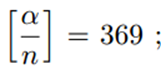 [α/n] = 369 ;